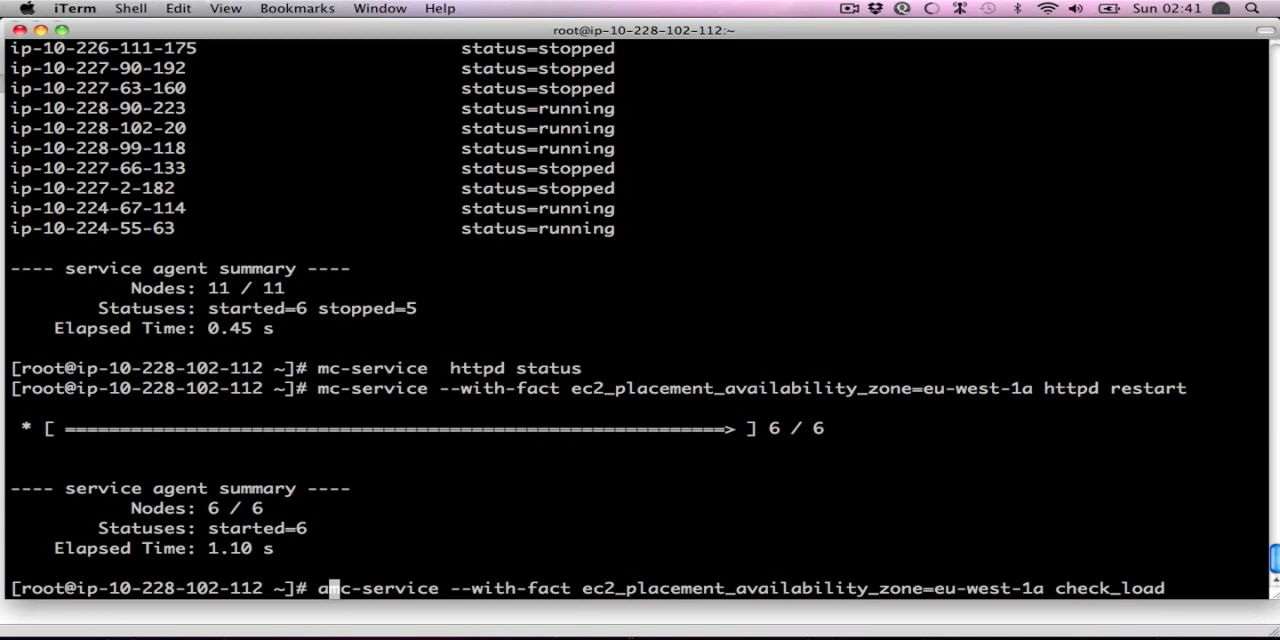 iTerm Shell Edit View Bookmarks Window Help Sun 02:41
root@ip-10-228-102-112:~
ip-10-226-111-175 status=stopped
ip-10-227-90-192 status=stopped
ip-10-227-63-160 status=stopped
ip-10-228-90-223 status=running
ip-10-228-102-20 status=running
ip-10-228-99-118 status=running
ip-10-227-66-133 status=stopped
ip-10-227-2-182 status=stopped
ip-10-224-67-114 status=running
ip-10-224-55-63 status=running
---- service agent summary ----
Nodes: 11 / 11
Statuses: started=6 stopped=5
Elapsed Time: 0.45 s
[root@ip-10-228-102-112 ~]# mc-service  httpd status
[root@ip-10-228-102-112 ~]# mc-service --with-fact ec2_placement_availability_zone=eu-west-1a httpd restart
* [ ============================================================> ] 6 / 6
---- service agent summary ----
Nodes: 6 / 6
Statuses: started=6
Elapsed Time: 1.10 s
[root@ip-10-228-102-112 ~]# amc-service --with-fact ec2_placement_availability_zone=eu-west-1a check_load